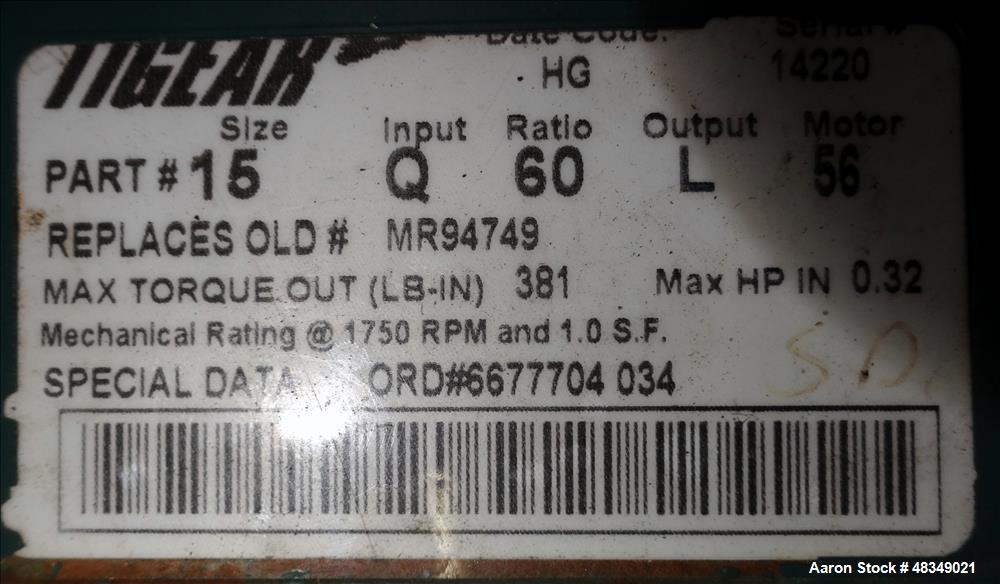 TIGEAR Date Code: Serial #
HG 14220
Size Input Ratio Output Motor
PART # 15 Q 60 L 56
REPLACES OLD # MR94749
MAX TORQUE OUT (LB-IN) 381 Max HP IN 0.32
Mechanical Rating @ 1750 RPM and 1.0 S.F.
SPECIAL DATA ORD#6677704 034
S.D.
Aaron Stock # 48349021